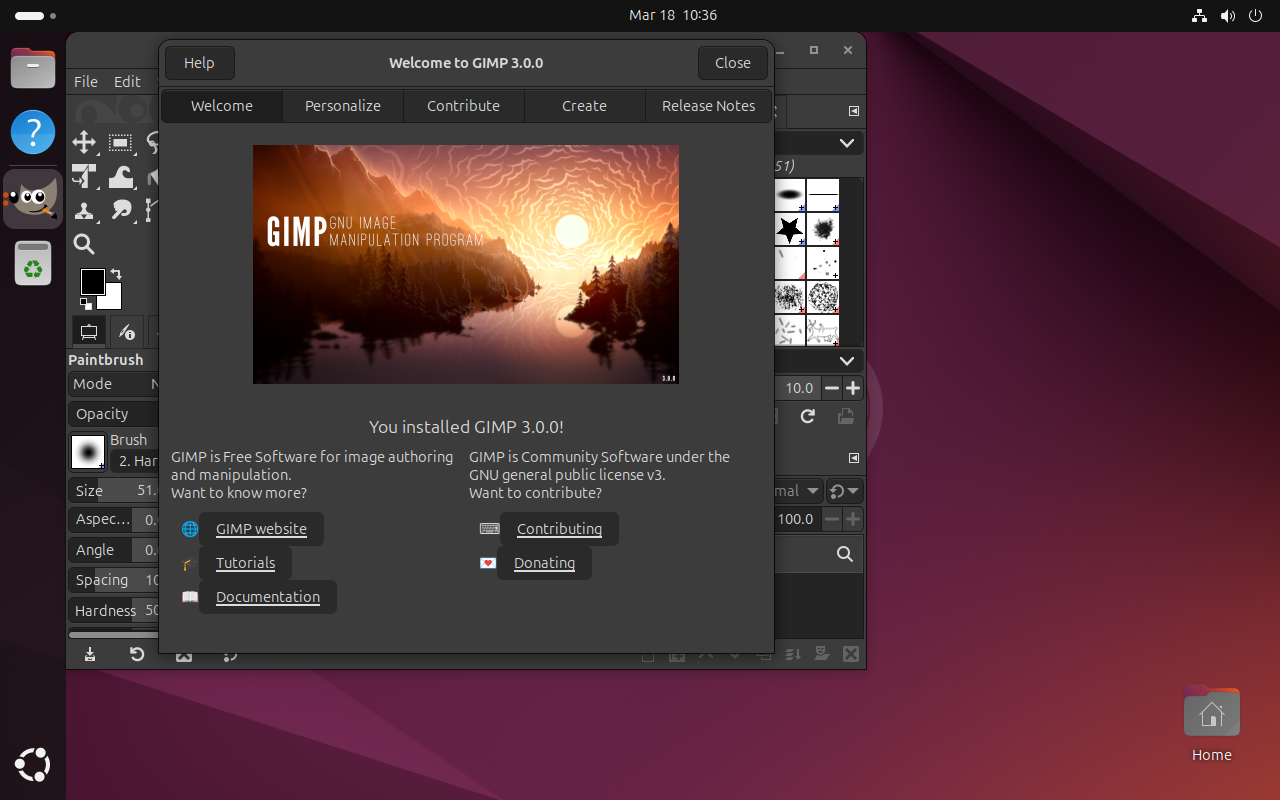 Mar 18 10:36
Help
Welcome to GIMP 3.0.0
Close
File Edit
Welcome
Personalize
Contribute
Create
Release Notes
51)
GIMP GNU IMAGE
MANIPULATION PROGRAM
3.0.0
Paintbrush
Mode
Opacity
Brush
2. Har
Size 51.
Aspec... 0.
Angle 0.
Spacing 10
Hardness 50
10.0
mal
100.0
You installed GIMP 3.0.0!
GIMP is Free Software for image authoring
and manipulation.
Want to know more?
GIMP website
Tutorials
Documentation
GIMP is Community Software under the
GNU general public license v3.
Want to contribute?
Contributing
Donating
Home